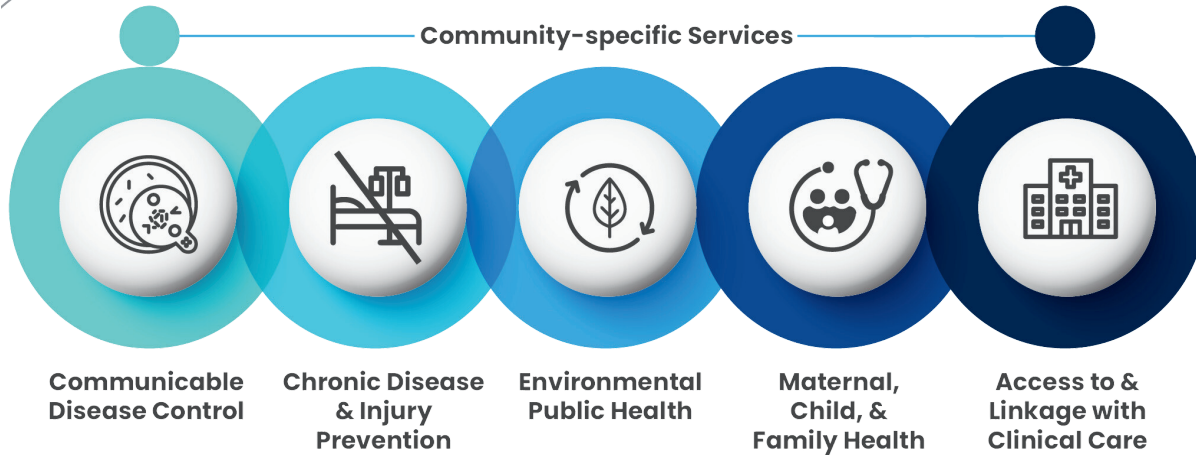 Community-specific Services
Communicable
Disease Control
Chronic Disease
& Injury
Prevention
Environmental
Public Health
Maternal,
Child, &
Family Health
Access to &
Linkage with
Clinical Care